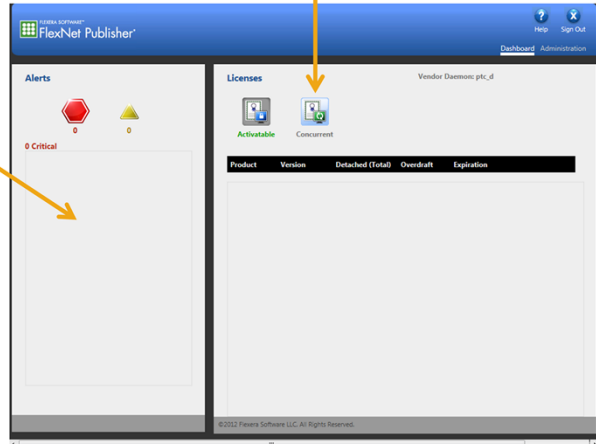 FLEXERA SOFTWARE™
FlexNet Publisher®
Help
Sign Out
Dashboard
Administration
Alerts
0
0
0 Critical
Licenses
Vendor Daemon: ptc_d
Activatable
Concurrent
Product Version Detached (Total) Overdraft Expiration
©2012 Flexera Software LLC. All Rights Reserved.